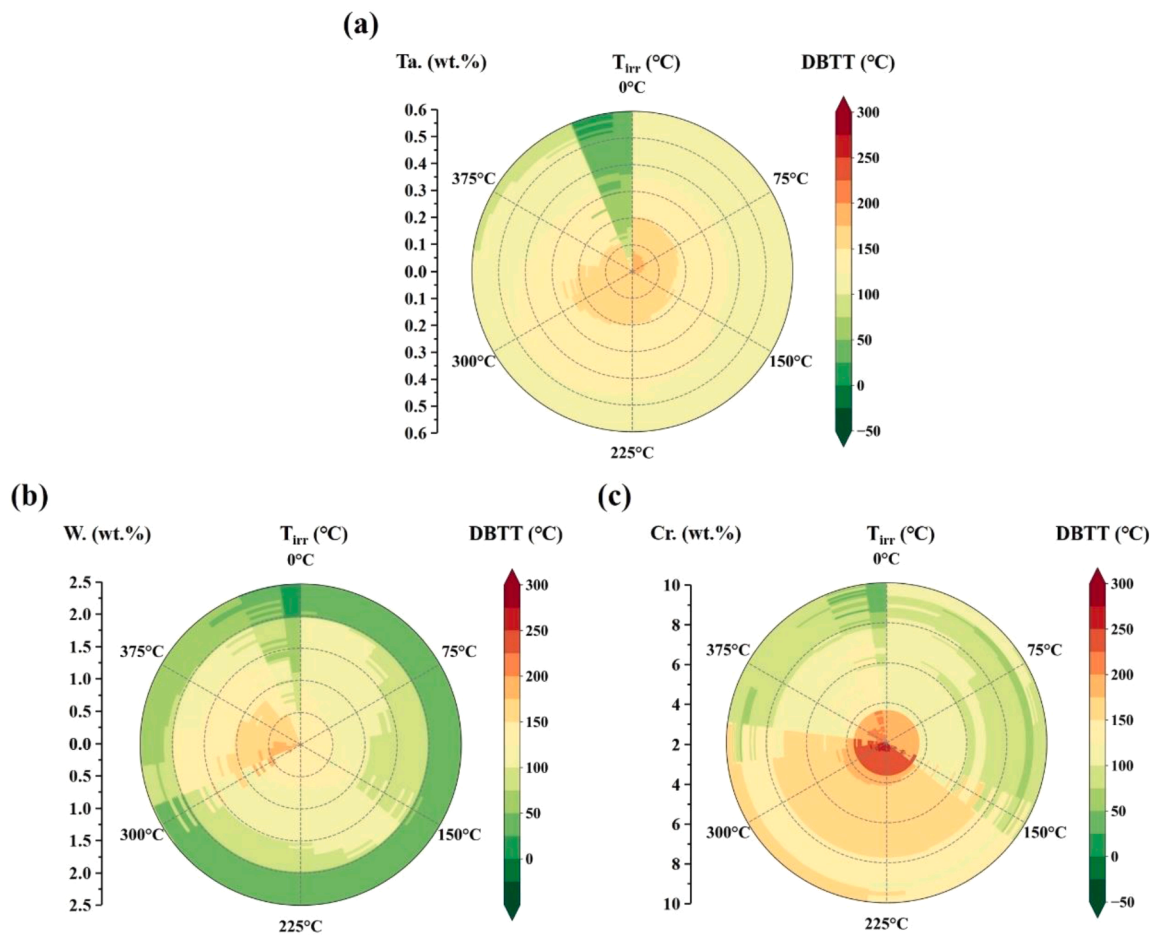 (a)
Ta. (wt.%) T_irr (°C) DBTT (°C)
0°C
0.6 300
0.5
0.4 375°C 75°C 250
0.3 200
0.2
0.1 150
0.0
0.1 100
0.2 50
0.3 300°C 150°C
0.4 0
0.5
0.6 −50
225°C
(b) (c)
W. (wt.%) T_irr (°C) DBTT (°C) Cr. (wt.%) T_irr (°C) DBTT (°C)
0°C 0°C
2.5 300 10 300
2.0 8
1.5 375°C 75°C 250 375°C 75°C 250
1.0 200 6 200
0.5 4
0.0 150 2 150
0.5 100 4 100
1.0 50 6 50
300°C 150°C 300°C 150°C
1.5 0 8 0
2.0
2.5 10 −50
225°C 225°C